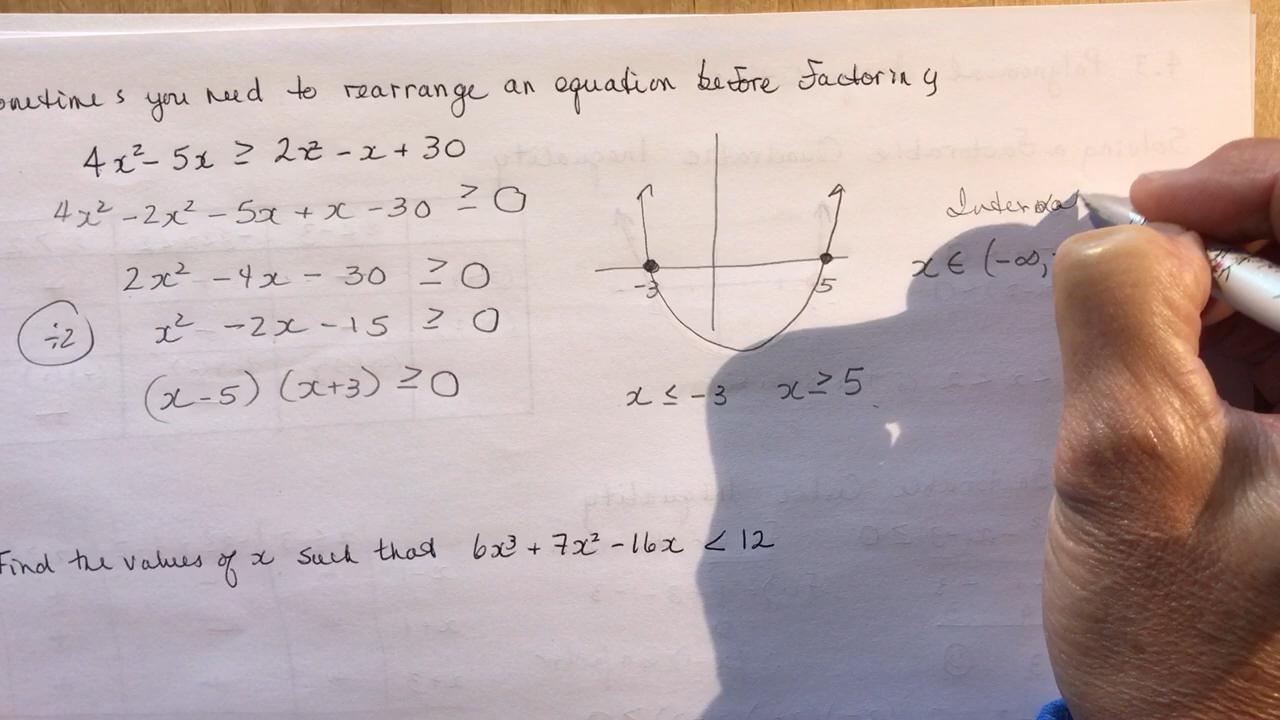 ometimes you need to rearrange an equation before factoring
4x² - 5x ≥ 2x² - x + 30
4x² - 2x² - 5x + x - 30 ≥ 0
2x² - 4x - 30 ≥ 0
÷2 x² - 2x - 15 ≥ 0
(x-5) (x+3) ≥ 0
-3 5
x ≤ -3 x ≥ 5
Interva
x ∈ (-∞,
Find the values of x such that 6x³ + 7x² - 16x < 12